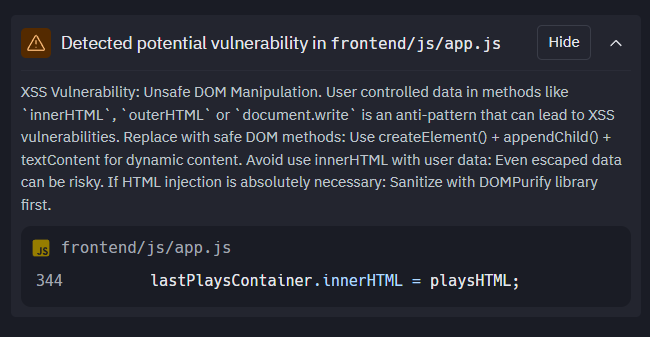 Detected potential vulnerability in frontend/js/app.js Hide
XSS Vulnerability: Unsafe DOM Manipulation. User controlled data in methods like
`innerHTML`, `outerHTML` or `document.write` is an anti-pattern that can lead to XSS
vulnerabilities. Replace with safe DOM methods: Use createElement() + appendChild() +
textContent for dynamic content. Avoid use innerHTML with user data: Even escaped data
can be risky. If HTML injection is absolutely necessary: Sanitize with DOMPurify library
first.
JS frontend/js/app.js
344 lastPlaysContainer.innerHTML = playsHTML;